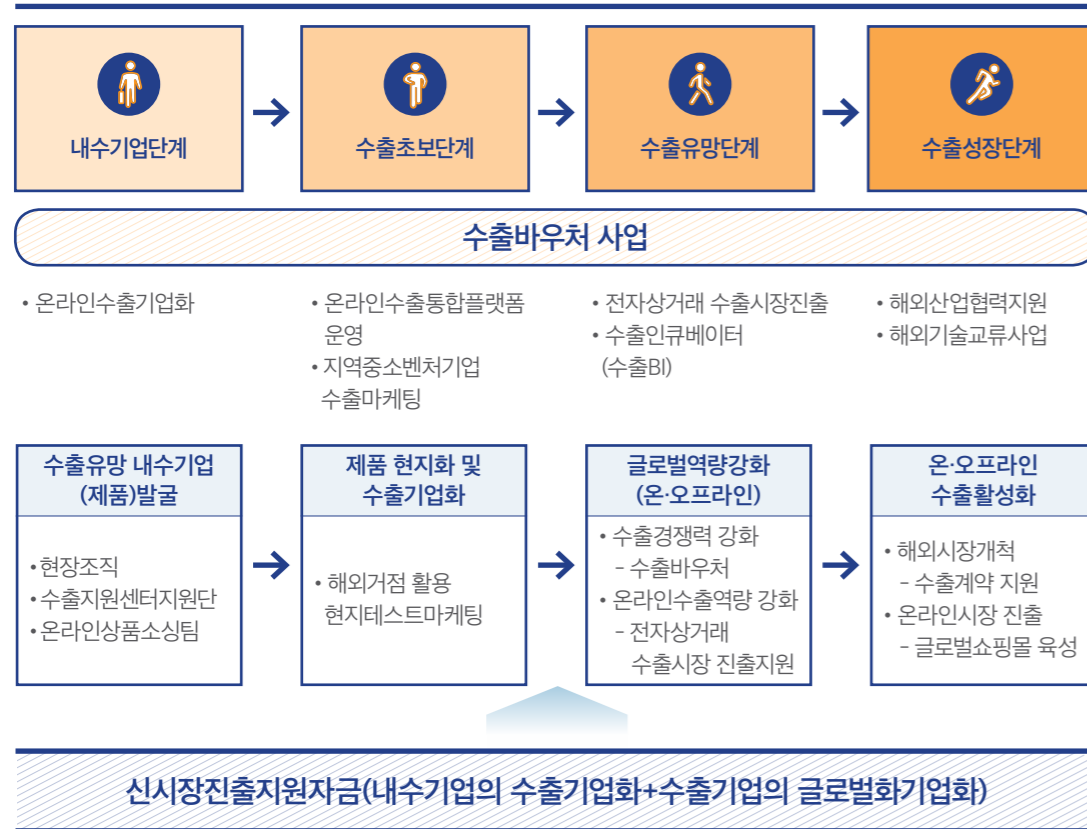 내수기업단계
수출초보단계
수출유망단계
수출성장단계
수출바우처 사업
• 온라인수출기업화
• 온라인수출통합플랫폼
운영
• 지역중소벤처기업
수출마케팅
• 전자상거래 수출시장진출
• 수출인큐베이터
(수출BI)
• 해외산업협력지원
• 해외기술교류사업
수출유망 내수기업
(제품)발굴
• 현장조직
• 수출지원센터지원단
• 온라인상품소싱팀
제품 현지화 및
수출기업화
• 해외거점 활용
현지테스트마케팅
글로벌역량강화
(온·오프라인)
• 수출경쟁력 강화
- 수출바우처
• 온라인수출역량 강화
- 전자상거래
수출시장 진출지원
온·오프라인
수출활성화
• 해외시장개척
- 수출계약 지원
• 온라인시장 진출
- 글로벌쇼핑몰 육성
신시장진출지원자금(내수기업의 수출기업화+수출기업의 글로벌화기업화)